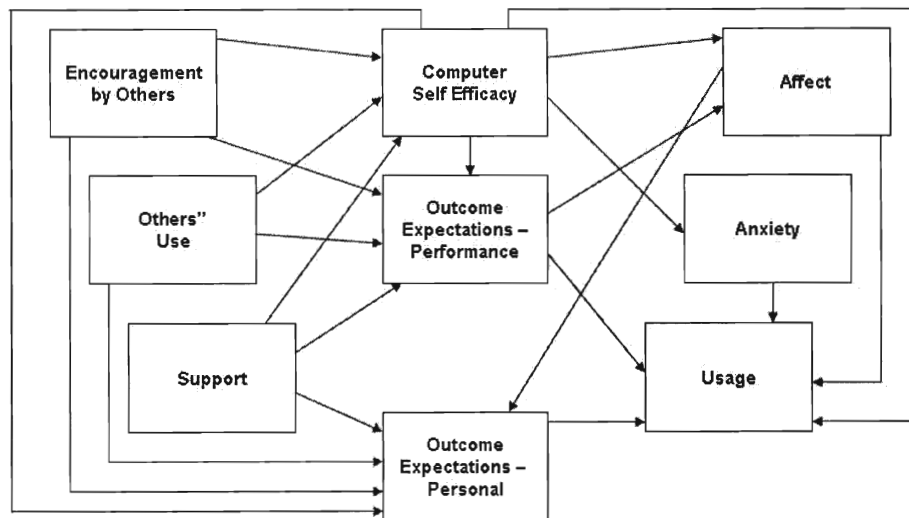 Encouragement
by Others
Computer
Self Efficacy
Affect
Others”
Use
Outcome
Expectations –
Performance
Anxiety
Support
Usage
Outcome
Expectations –
Personal